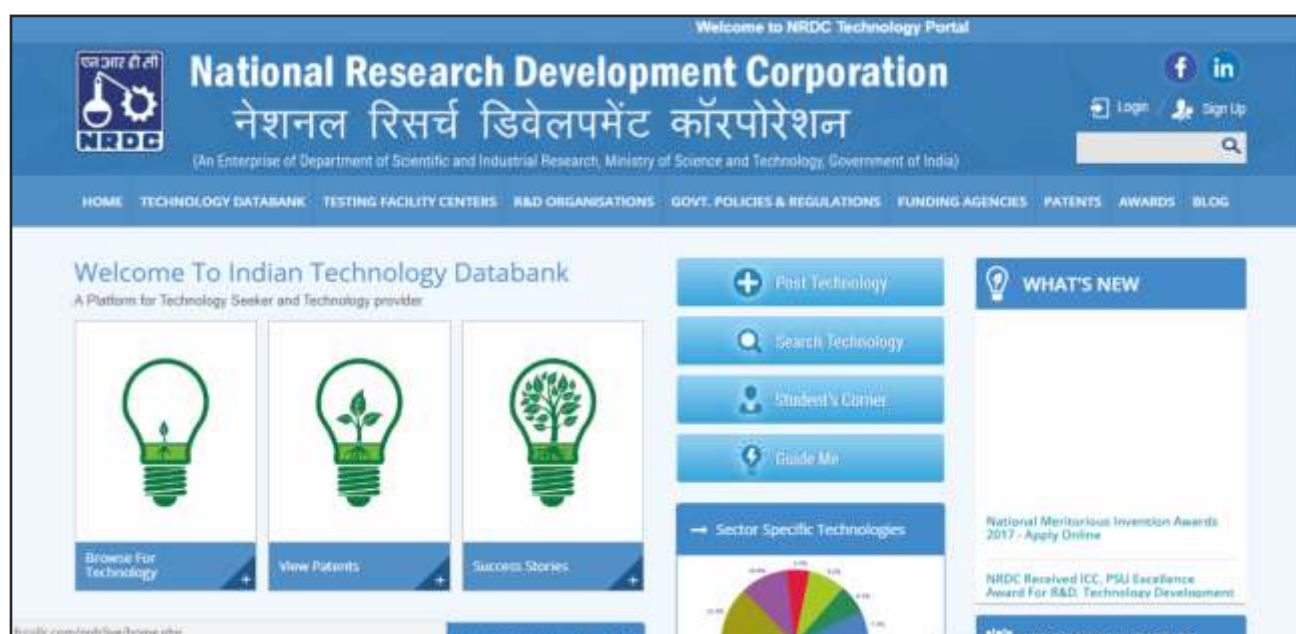 Welcome to NRDC Technology Portal
एन आर डी सी
NRDC
National Research Development Corporation
नेशनल रिसर्च डिवेलपमेंट कॉरपोरेशन
(An Enterprise of Department of Scientific and Industrial Research, Ministry of Science and Technology, Government of India)
f in
Login / Sign Up
HOME TECHNOLOGY DATABANK TESTING FACILITY CENTERS R&D ORGANISATIONS GOVT. POLICIES & REGULATIONS FUNDING AGENCIES PATENTS AWARDS BLOG
Welcome To Indian Technology Databank
A Platform for Technology Seeker and Technology provider
Browse For
Technology
View Patents
Success Stories
Post Technology
Search Technology
Student's Corner
Guide Me
Sector Specific Technologies
WHAT'S NEW
National Meritorious Invention Awards
2017 - Apply Online
NRDC Received ICC, PSU Excellence
Award For R&D, Technology Development